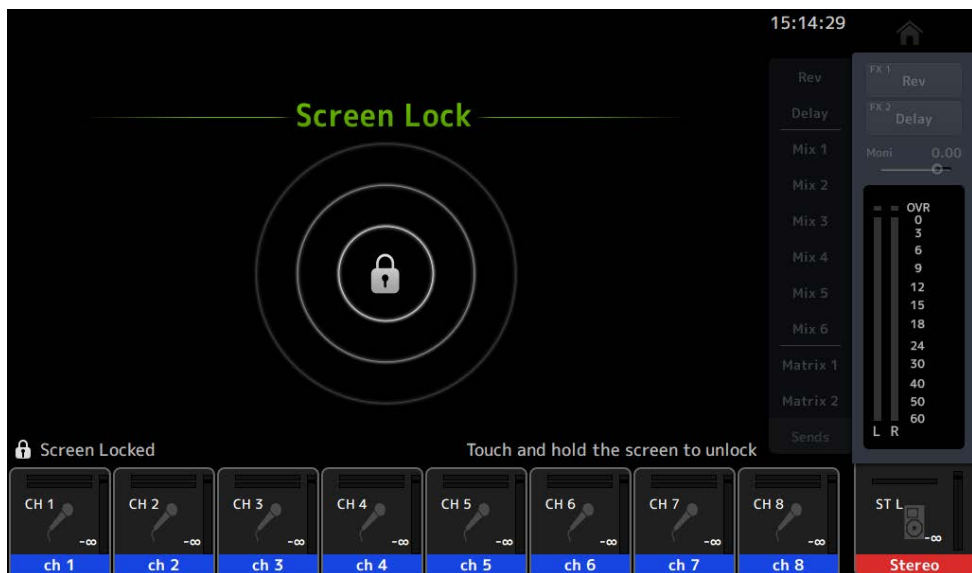 15:14:29
Screen Lock
Rev
Delay
Mix 1
Mix 2
Mix 3
Mix 4
Mix 5
Mix 6
Matrix 1
Matrix 2
Sends
FX 1
Rev
FX 2
Delay
Moni 0.00
OVR
0
3
6
9
12
15
18
24
30
40
50
60
L R
Screen Locked
Touch and hold the screen to unlock
CH 1 CH 2 CH 3 CH 4 CH 5 CH 6 CH 7 CH 8 ST L
-∞ -∞ -∞ -∞ -∞ -∞ -∞ -∞ -∞
ch 1 ch 2 ch 3 ch 4 ch 5 ch 6 ch 7 ch 8 Stereo